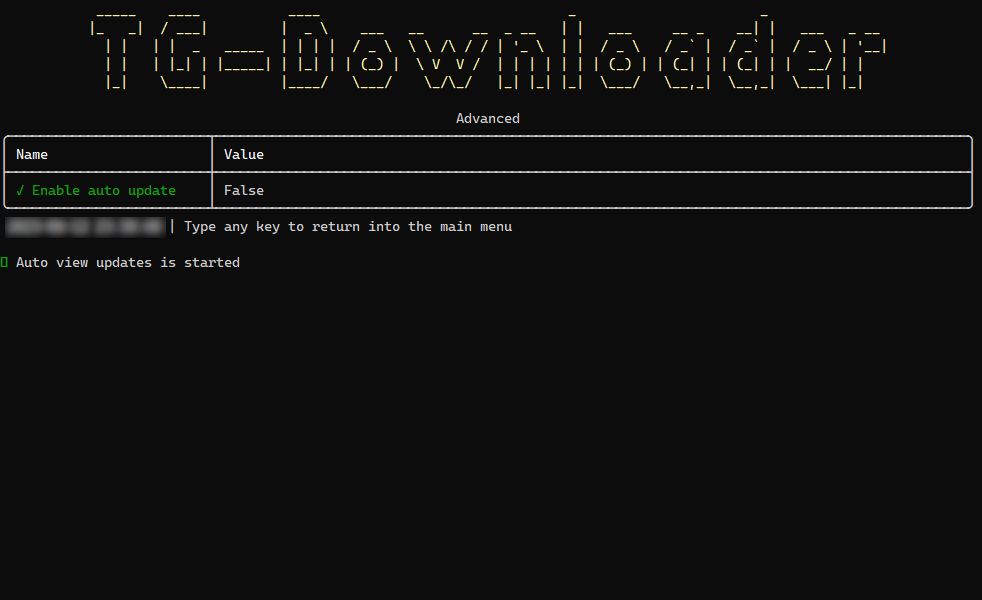 TG-Downloader
Advanced
Name Value
✓ Enable auto update False
| Type any key to return into the main menu
Auto view updates is started